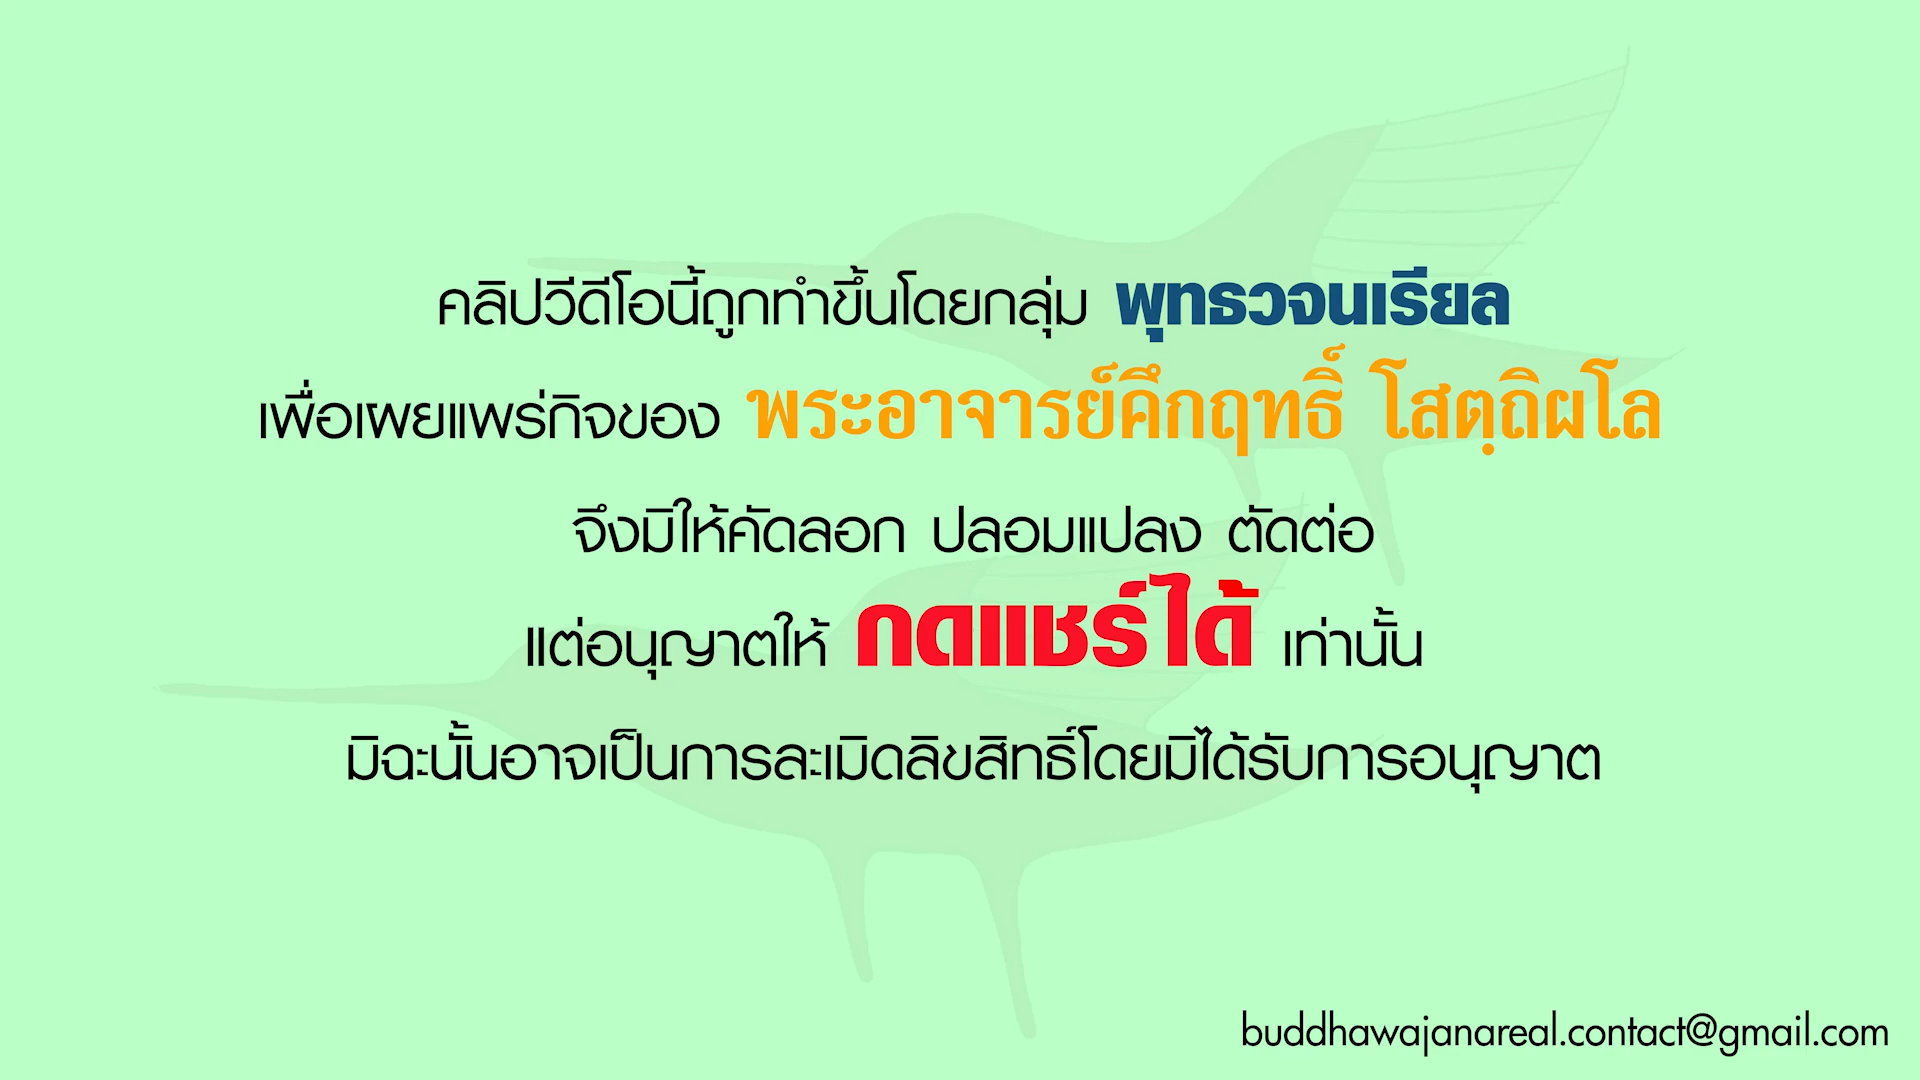 คลิปวีดีโอนี้ถูกทำขึ้นโดยกลุ่ม พุทธวจนเรียล
เพื่อเผยแพร่กิจของ พระอาจารย์คึกฤทธิ์ โสตฺถิผโล
จึงมิให้คัดลอก ปลอมแปลง ตัดต่อ
แต่อนุญาตให้ กดแชร์ได้ เท่านั้น
มิฉะนั้นอาจเป็นการละเมิดลิขสิทธิ์โดยมิได้รับการอนุญาต
buddhawajanareal.contact@gmail.com